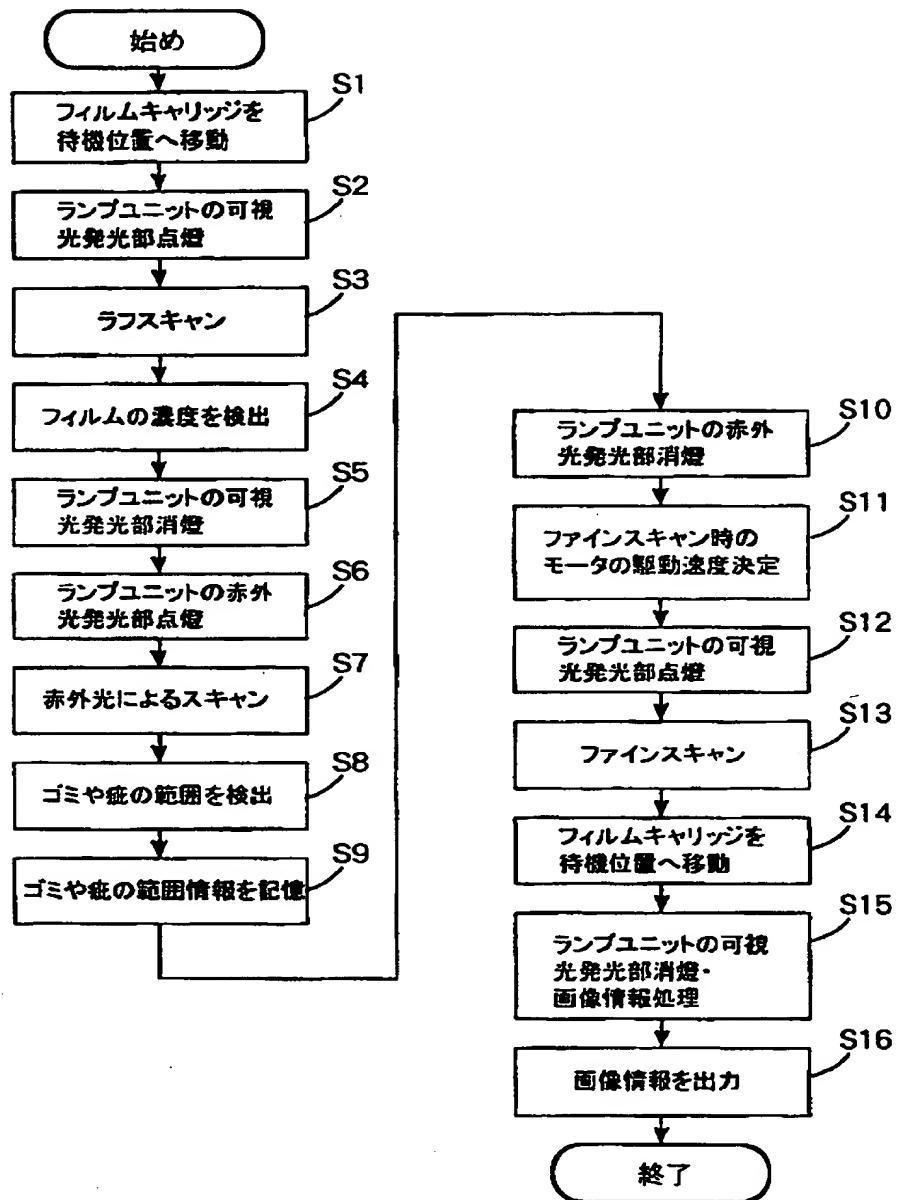 始め
S1
フィルムキャリッジを
待機位置へ移動
S2
ランプユニットの可視
光発光部点燈
S3
ラフスキャン
S4
フィルムの濃度を検出
S5
ランプユニットの可視
光発光部消燈
S6
ランプユニットの赤外
光発光部点燈
S7
赤外光によるスキャン
S8
ゴミや疵の範囲を検出
S9
ゴミや疵の範囲情報を記憶
S10
ランプユニットの赤外
光発光部消燈
S11
ファインスキャン時の
モータの駆動速度決定
S12
ランプユニットの可視
光発光部点燈
S13
ファインスキャン
S14
フィルムキャリッジを
待機位置へ移動
S15
ランプユニットの可視
光発光部消燈・
画像情報処理
S16
画像情報を出力
終了